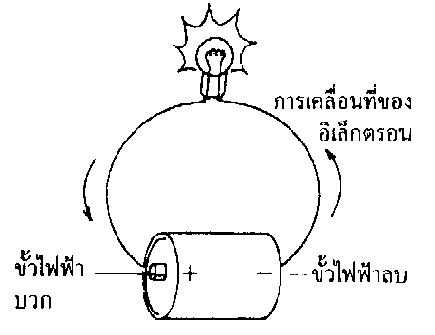 การเคลื่อนที่ของ
อิเล็กตรอน
ขั้วไฟฟ้า
บวก
+
−
ขั้วไฟฟ้าลบ